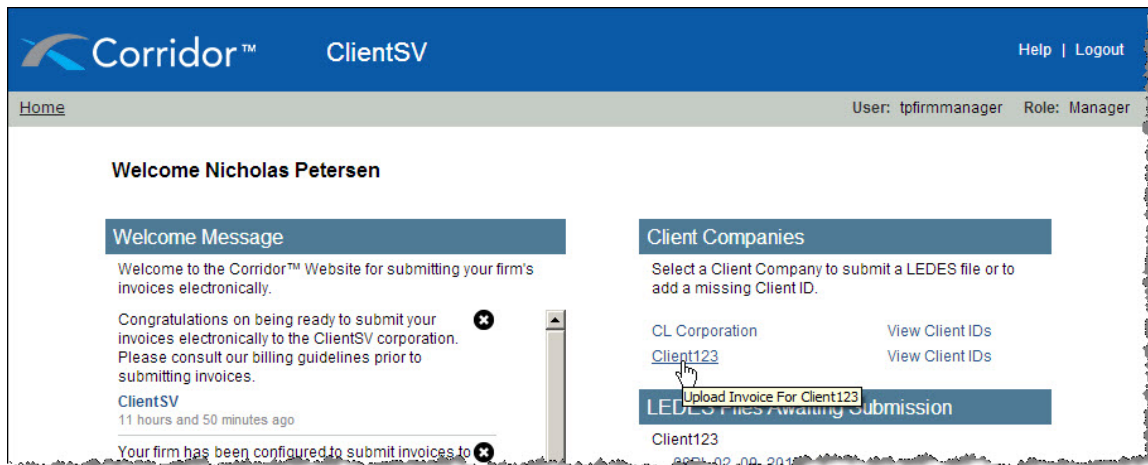 Corridor™ ClientSV Help | Logout
Home User: tpfirmmanager Role: Manager
Welcome Nicholas Petersen
Welcome Message
Welcome to the Corridor™ Website for submitting your firm's
invoices electronically.
Congratulations on being ready to submit your
invoices electronically to the ClientSV corporation.
Please consult our billing guidelines prior to
submitting invoices.
ClientSV
11 hours and 50 minutes ago
Your firm has been configured to submit invoices to
Client Companies
Select a Client Company to submit a LEDES file or to
add a missing Client ID.
CL Corporation View Client IDs
Client123 View Client IDs
Upload Invoice For Client123
LEDES Files Awaiting Submission
Client123